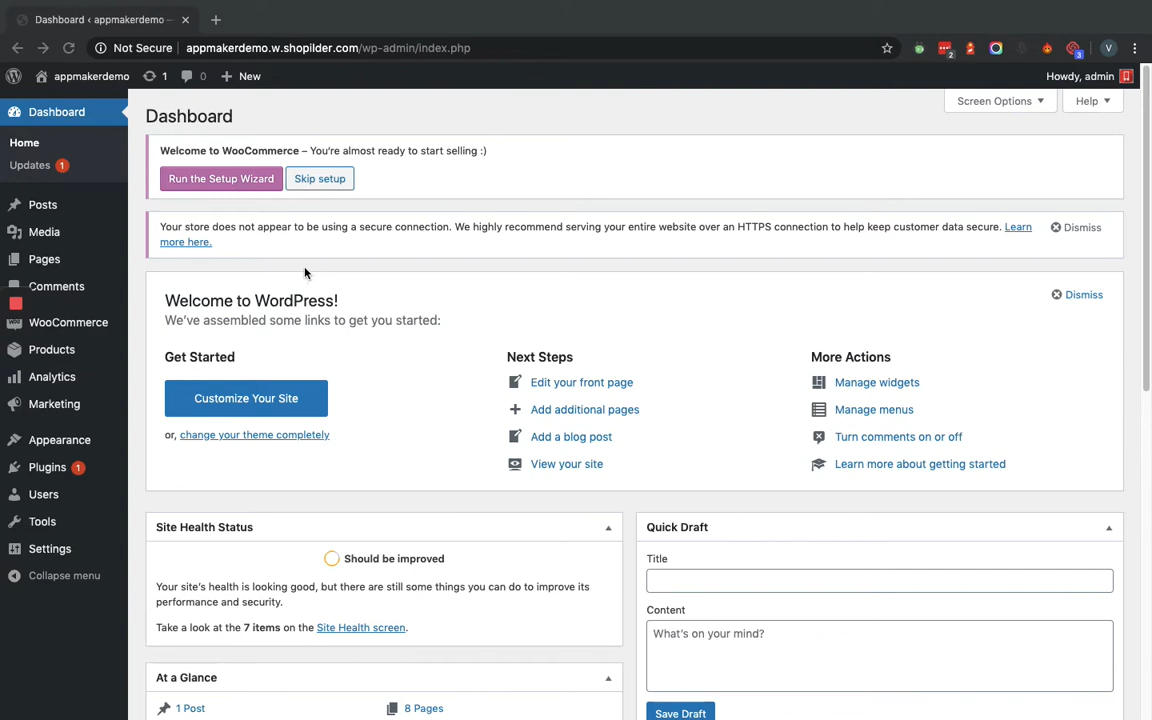 Dashboard ‹ appmakerdemo –
Not Secure appmakerdemo.w.shopilder.com/wp-admin/index.php
2
3
V
appmakerdemo 1 0 New
Howdy, admin
Dashboard
Home
Updates 1
Posts
Media
Pages
Comments
WooCommerce
Products
Analytics
Marketing
Appearance
Plugins 1
Users
Tools
Settings
Collapse menu
Screen Options
Help
Dashboard
Welcome to WooCommerce – You're almost ready to start selling :)
Run the Setup Wizard
Skip setup
Your store does not appear to be using a secure connection. We highly recommend serving your entire website over an HTTPS connection to help keep customer data secure. Learn
more here.
Dismiss
Welcome to WordPress!
We've assembled some links to get you started:
Dismiss
Get Started
Customize Your Site
or, change your theme completely
Next Steps
Edit your front page
Add additional pages
Add a blog post
View your site
More Actions
Manage widgets
Manage menus
Turn comments on or off
Learn more about getting started
Site Health Status
Should be improved
Your site's health is looking good, but there are still some things you can do to improve its
performance and security.
Take a look at the 7 items on the Site Health screen.
At a Glance
1 Post
8 Pages
Quick Draft
Title
Content
What's on your mind?
Save Draft